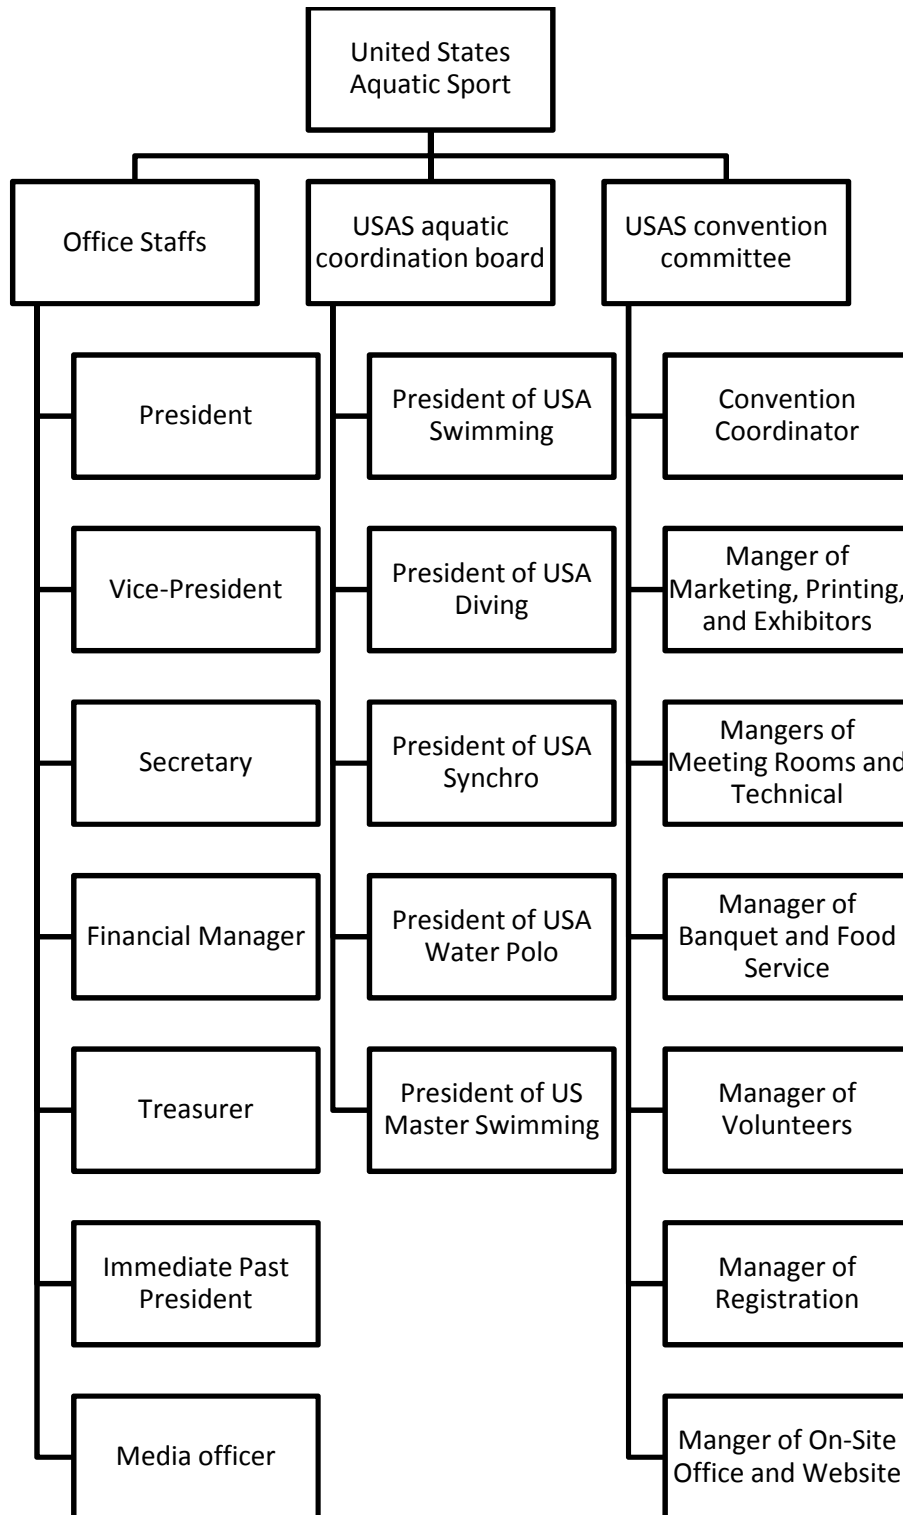 United States
Aquatic Sport
Office Staffs
USAS aquatic
coordination board
USAS convention
committee
President
Vice-President
Secretary
Financial Manager
Treasurer
Immediate Past
President
Media officer
President of USA
Swimming
President of USA
Diving
President of USA
Synchro
President of USA
Water Polo
President of US
Master Swimming
Convention
Coordinator
Manger of
Marketing, Printing,
and Exhibitors
Mangers of
Meeting Rooms and
Technical
Manager of
Banquet and Food
Service
Manager of
Volunteers
Manager of
Registration
Manger of On-Site
Office and Website